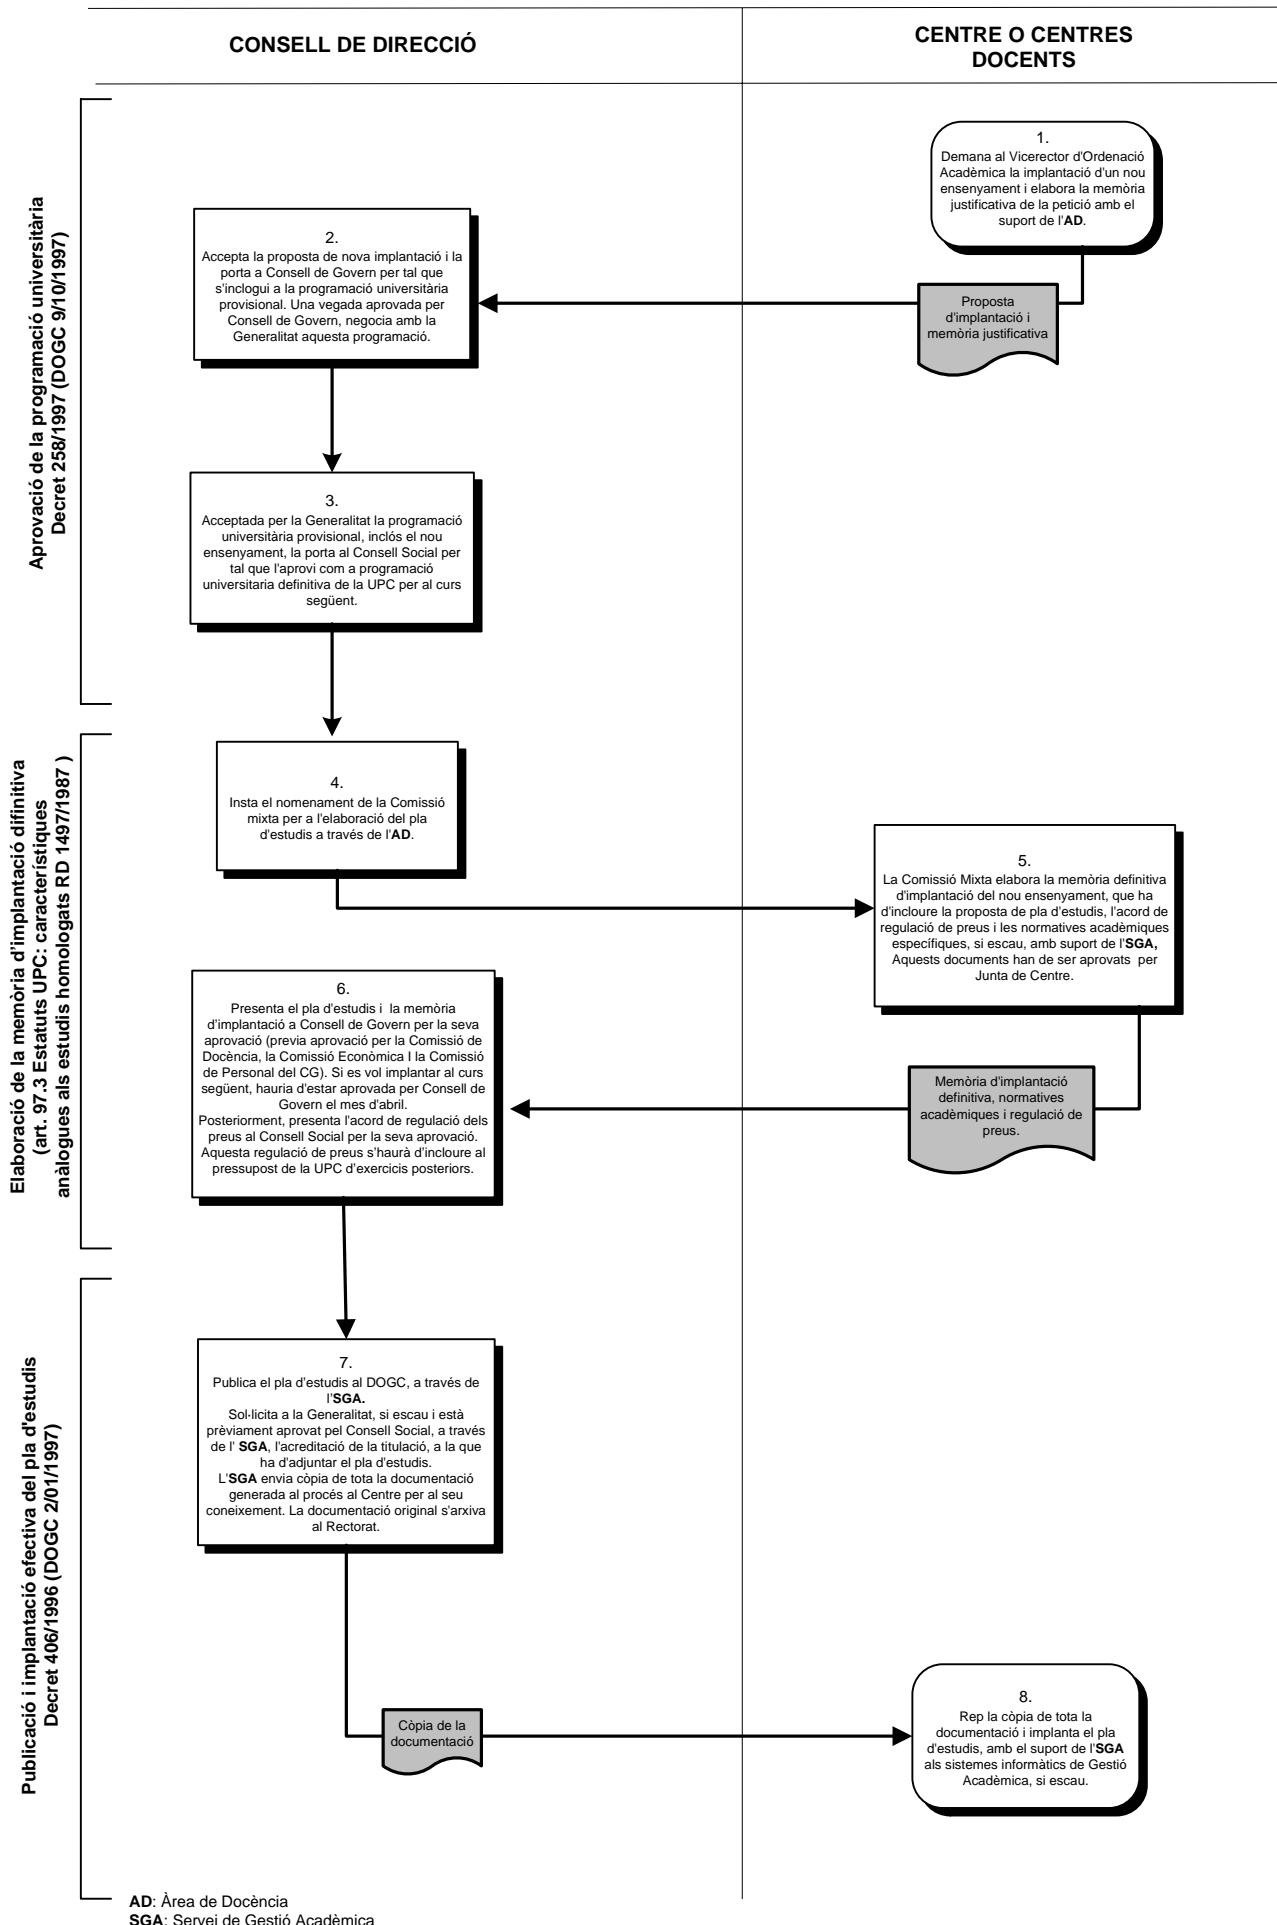 CONSELL DE DIRECCIÓ
CENTRE O CENTRES
DOCENTS
Aprovació de la programació universitària
Decret 258/1997 (DOGC 9/10/1997)
1.
Demana al Vicerector d'Ordenació
Acadèmica la implantació d'un nou
ensenyament i elabora la memòria
justificativa de la petició amb el
suport de l'AD.
2.
Accepta la proposta de nova implantació i la
porta a Consell de Govern per tal que
s'inclogui a la programació universitària
provisional. Una vegada aprovada per
Consell de Govern, negocia amb la
Generalitat aquesta programació.
Proposta
d'implantació i
memòria justificativa
3.
Acceptada per la Generalitat la programació
universitària provisional, inclós el nou
ensenyament, la porta al Consell Social per
tal que l'aprovi com a programació
universitaria definitiva de la UPC per al curs
següent.
Elaboració de la memòria d'implantació difinitiva
(art. 97.3 Estatuts UPC: característiques
anàlogues als estudis homologats RD 1497/1987 )
4.
Insta el nomenament de la Comissió
mixta per a l'elaboració del pla
d'estudis a través de l'AD.
5.
La Comissió Mixta elabora la memòria definitiva
d'implantació del nou ensenyament, que ha
d'incloure la proposta de pla d'estudis, l'acord de
regulació de preus i les normatives acadèmiques
específiques, si escau, amb suport de l'SGA,
Aquests documents han de ser aprovats per
Junta de Centre.
6.
Presenta el pla d'estudis i la memòria
d'implantació a Consell de Govern per la seva
aprovació (previa aprovació per la Comissió de
Docència, la Comissió Econòmica I la Comissió
de Personal del CG). Si es vol implantar al curs
següent, hauria d'estar aprovada per Consell de
Govern el mes d'abril.
Posteriorment, presenta l'acord de regulació dels
preus al Consell Social per la seva aprovació.
Aquesta regulació de preus s'haurà d'incloure al
pressupost de la UPC d'exercicis posteriors.
Memòria d'implantació
definitiva, normatives
acadèmiques i regulació de
preus.
Publicació i implantació efectiva del pla d'estudis
Decret 406/1996 (DOGC 2/01/1997)
7.
Publica el pla d'estudis al DOGC, a través de
l'SGA.
Sol·licita a la Generalitat, si escau i està
prèviament aprovat pel Consell Social, a través
de l' SGA, l'acreditació de la titulació, a la que
ha d'adjuntar el pla d'estudis.
L'SGA envia còpia de tota la documentació
generada al procés al Centre per al seu
coneixement. La documentació original s'arxiva
al Rectorat.
Còpia de la
documentació
8.
Rep la còpia de tota la
documentació i implanta el pla
d'estudis, amb el suport de l'SGA
als sistemes informàtics de Gestió
Acadèmica, si escau.
AD: Àrea de Docència
SGA: Servei de Gestió Acadèmica